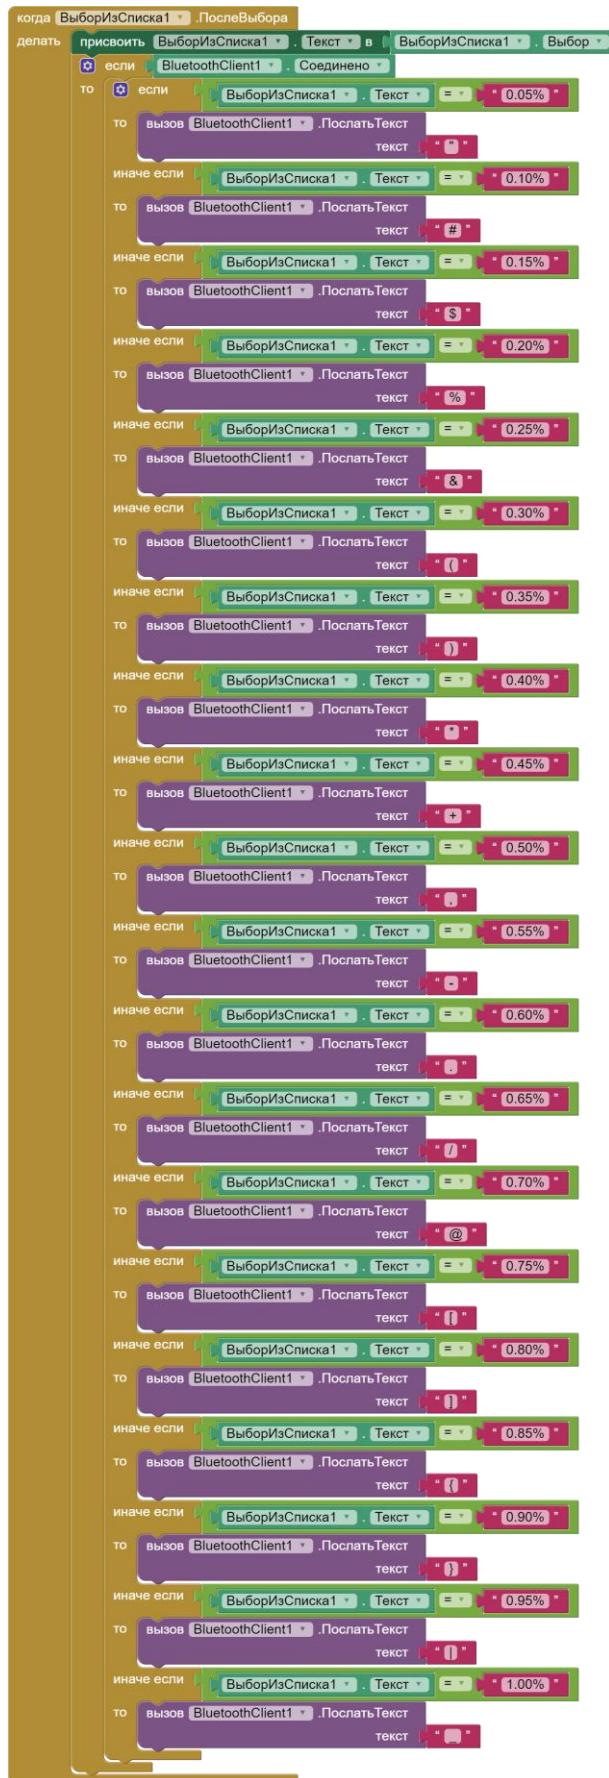 когда ВыборИзСписка1 .ПослеВыбора
делать присвоить ВыборИзСписка1 . Текст в ВыборИзСписка1 . Выбор
если BluetoothClient1 . Соединено
то если ВыборИзСписка1 . Текст = " 0.05% "
то вызов BluetoothClient1 .ПослатьТекст
текст " " "
иначе если ВыборИзСписка1 . Текст = " 0.10% "
то вызов BluetoothClient1 .ПослатьТекст
текст " # "
иначе если ВыборИзСписка1 . Текст = " 0.15% "
то вызов BluetoothClient1 .ПослатьТекст
текст " $ "
иначе если ВыборИзСписка1 . Текст = " 0.20% "
то вызов BluetoothClient1 .ПослатьТекст
текст " % "
иначе если ВыборИзСписка1 . Текст = " 0.25% "
то вызов BluetoothClient1 .ПослатьТекст
текст " & "
иначе если ВыборИзСписка1 . Текст = " 0.30% "
то вызов BluetoothClient1 .ПослатьТекст
текст " ( "
иначе если ВыборИзСписка1 . Текст = " 0.35% "
то вызов BluetoothClient1 .ПослатьТекст
текст " ) "
иначе если ВыборИзСписка1 . Текст = " 0.40% "
то вызов BluetoothClient1 .ПослатьТекст
текст " * "
иначе если ВыборИзСписка1 . Текст = " 0.45% "
то вызов BluetoothClient1 .ПослатьТекст
текст " + "
иначе если ВыборИзСписка1 . Текст = " 0.50% "
то вызов BluetoothClient1 .ПослатьТекст
текст " , "
иначе если ВыборИзСписка1 . Текст = " 0.55% "
то вызов BluetoothClient1 .ПослатьТекст
текст " - "
иначе если ВыборИзСписка1 . Текст = " 0.60% "
то вызов BluetoothClient1 .ПослатьТекст
текст " . "
иначе если ВыборИзСписка1 . Текст = " 0.65% "
то вызов BluetoothClient1 .ПослатьТекст
текст " / "
иначе если ВыборИзСписка1 . Текст = " 0.70% "
то вызов BluetoothClient1 .ПослатьТекст
текст " @ "
иначе если ВыборИзСписка1 . Текст = " 0.75% "
то вызов BluetoothClient1 .ПослатьТекст
текст " [ "
иначе если ВыборИзСписка1 . Текст = " 0.80% "
то вызов BluetoothClient1 .ПослатьТекст
текст " ] "
иначе если ВыборИзСписка1 . Текст = " 0.85% "
то вызов BluetoothClient1 .ПослатьТекст
текст " { "
иначе если ВыборИзСписка1 . Текст = " 0.90% "
то вызов BluetoothClient1 .ПослатьТекст
текст " } "
иначе если ВыборИзСписка1 . Текст = " 0.95% "
то вызов BluetoothClient1 .ПослатьТекст
текст " | "
иначе если ВыборИзСписка1 . Текст = " 1.00% "
то вызов BluetoothClient1 .ПослатьТекст
текст " _ "